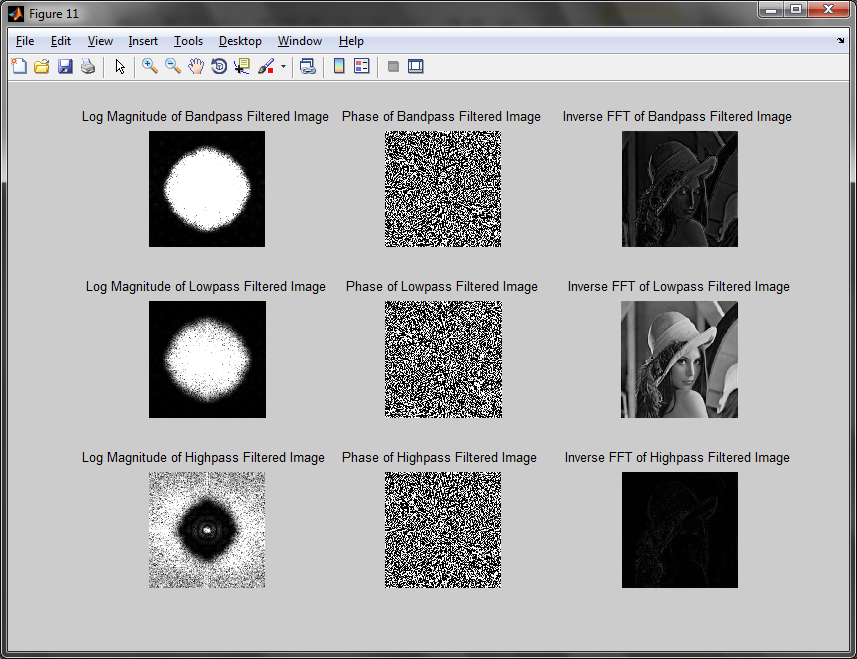 Figure 11
File Edit View Insert Tools Desktop Window Help
Log Magnitude of Bandpass Filtered Image Phase of Bandpass Filtered Image Inverse FFT of Bandpass Filtered Image
Log Magnitude of Lowpass Filtered Image Phase of Lowpass Filtered Image Inverse FFT of Lowpass Filtered Image
Log Magnitude of Highpass Filtered Image Phase of Highpass Filtered Image Inverse FFT of Highpass Filtered Image